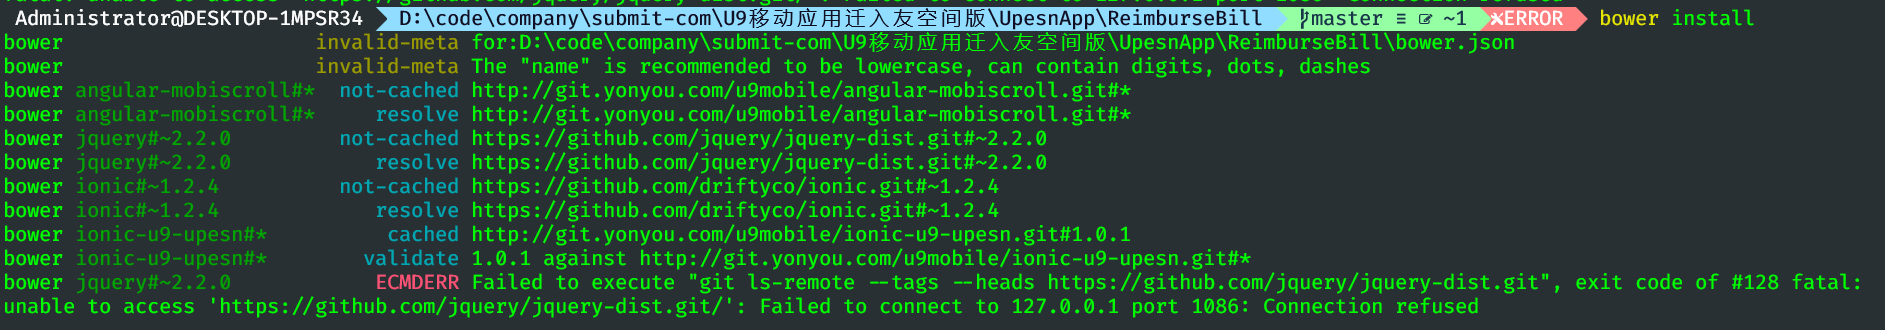 Administrator@DESKTOP-1MPSR34 D:\code\company\submit-com\U9移动应用迁入友空间版\UpesnApp\ReimburseBill master ≡ ~1 ERROR bower install
bower invalid-meta for:D:\code\company\submit-com\U9移动应用迁入友空间版\UpesnApp\ReimburseBill\bower.json
bower invalid-meta The "name" is recommended to be lowercase, can contain digits, dots, dashes
bower angular-mobiscroll#* not-cached http://git.yonyou.com/u9mobile/angular-mobiscroll.git#*
bower angular-mobiscroll#* resolve http://git.yonyou.com/u9mobile/angular-mobiscroll.git#*
bower jquery#~2.2.0 not-cached https://github.com/jquery/jquery-dist.git#~2.2.0
bower jquery#~2.2.0 resolve https://github.com/jquery/jquery-dist.git#~2.2.0
bower ionic#~1.2.4 not-cached https://github.com/driftyco/ionic.git#~1.2.4
bower ionic#~1.2.4 resolve https://github.com/driftyco/ionic.git#~1.2.4
bower ionic-u9-upesn#* cached http://git.yonyou.com/u9mobile/ionic-u9-upesn.git#1.0.1
bower ionic-u9-upesn#* validate 1.0.1 against http://git.yonyou.com/u9mobile/ionic-u9-upesn.git#*
bower jquery#~2.2.0 ECMDERR Failed to execute "git ls-remote --tags --heads https://github.com/jquery/jquery-dist.git", exit code of #128 fatal:
unable to access 'https://github.com/jquery/jquery-dist.git/': Failed to connect to 127.0.0.1 port 1086: Connection refused